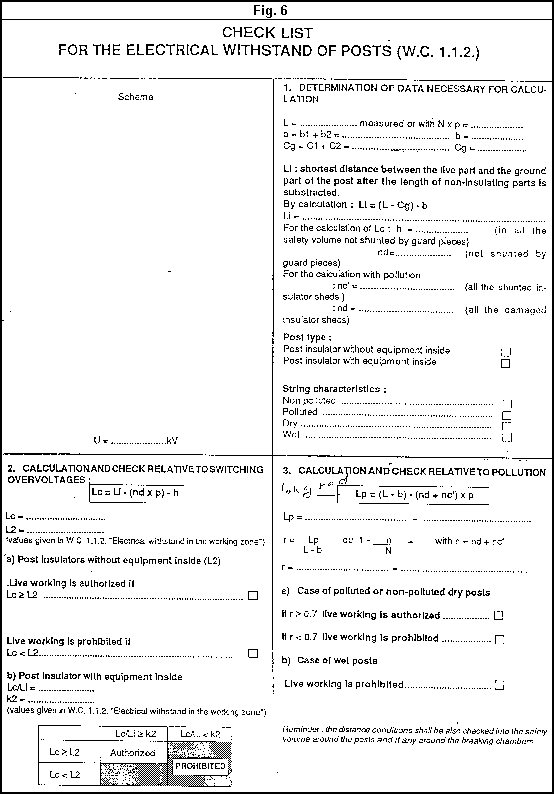 Fig. 6
CHECK LIST
FOR THE ELECTRICAL WITHSTAND OF POSTS (W.C. 1.1.2.)
Scheme
U = ....................kV
1. DETERMINATION OF DATA NECESSARY FOR CALCU-
LATION
L = .................... measured or with N x p = ..................
b = b1 + b2 = ..................................... b = ..............
Cg = C1 + C2 = ................................. Cg = .................
Li : shortest distance between the live part and the ground
part of the post after the length of non-insulating parts is
substracted.
By calculation : Li = (L - Cg) - b
Li = ..........................................................................
For the calculation of Lc : h = .................... (in all the
safety volume not shunted by guard pieces)
nd=..................... (not shunted by
guard pieces)
For the calculation with pollution
: nc' = .................................. (all the shunted in-
sulator sheds )
: nd = .................................. (all the damaged
insulator sheds)
Post type :
Post insulator without equipment inside
Post insulator with equipment inside
String characteristics :
Non polluted
Polluted
Dry
Wet
2. CALCULATION AND CHECK RELATIVE TO SWITCHING
OVERVOLTAGES
Lc = Li - (nd x p) - h
Lc = ............................
L2 = ............................
(values given in W.C. 1.1.2. "Electrical withstand in the working zone")
a) Post insulators without equipment inside (L2)
.Live working is authorized if
Lc ≥ L2
Live working is prohibited if
Lc < L2
b) Post insulator with equipment inside
Lc/Li = ....................
k2 = ........................
(values given in W.C. 1.1.2. "Electrical withstand in the working zone")
Lc/Li ≥ k2 Lc/Li < k2
Lc ≥ L2 Authorized
PROHIBITED
Lc < L2
3. CALCULATION AND CHECK RELATIVE TO POLLUTION
Lp = (L - b) - (nd + nc') x p
Lp = .................................... = ....................................
r = Lp or 1 - n = with n = nd + nc'
L - b N
r = .................................... = ....................................
a) Case of polluted or non-polluted dry posts
if r > 0.7 live working is authorized
if r < 0.7 live working is prohibited
b) Case of wet posts
Live working is prohibited
Reminder : the distance conditions shall be also checked into the safety
volume around the posts and if any around the breaking chambers